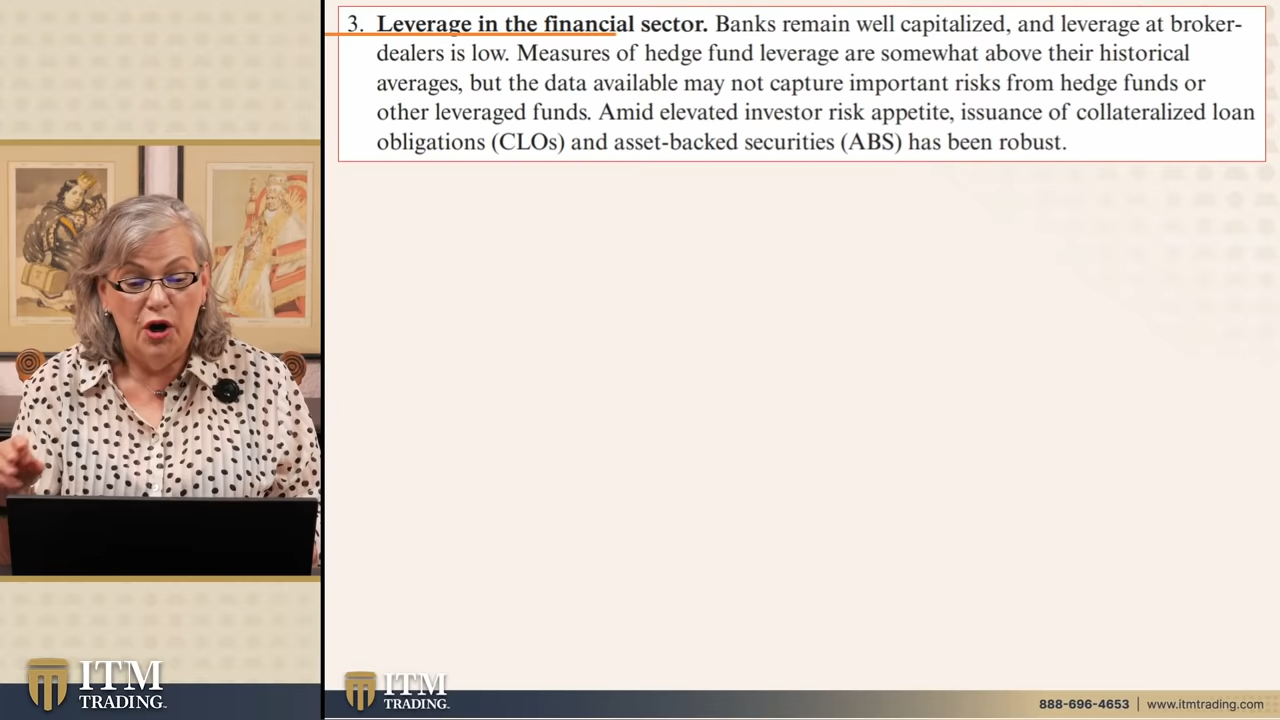 3. Leverage in the financial sector. Banks remain well capitalized, and leverage at broker-
dealers is low. Measures of hedge fund leverage are somewhat above their historical
averages, but the data available may not capture important risks from hedge funds or
other leveraged funds. Amid elevated investor risk appetite, issuance of collateralized loan
obligations (CLOs) and asset-backed securities (ABS) has been robust.
ITM
TRADING
ITM
TRADING
888-696-4653 | www.itmtrading.com